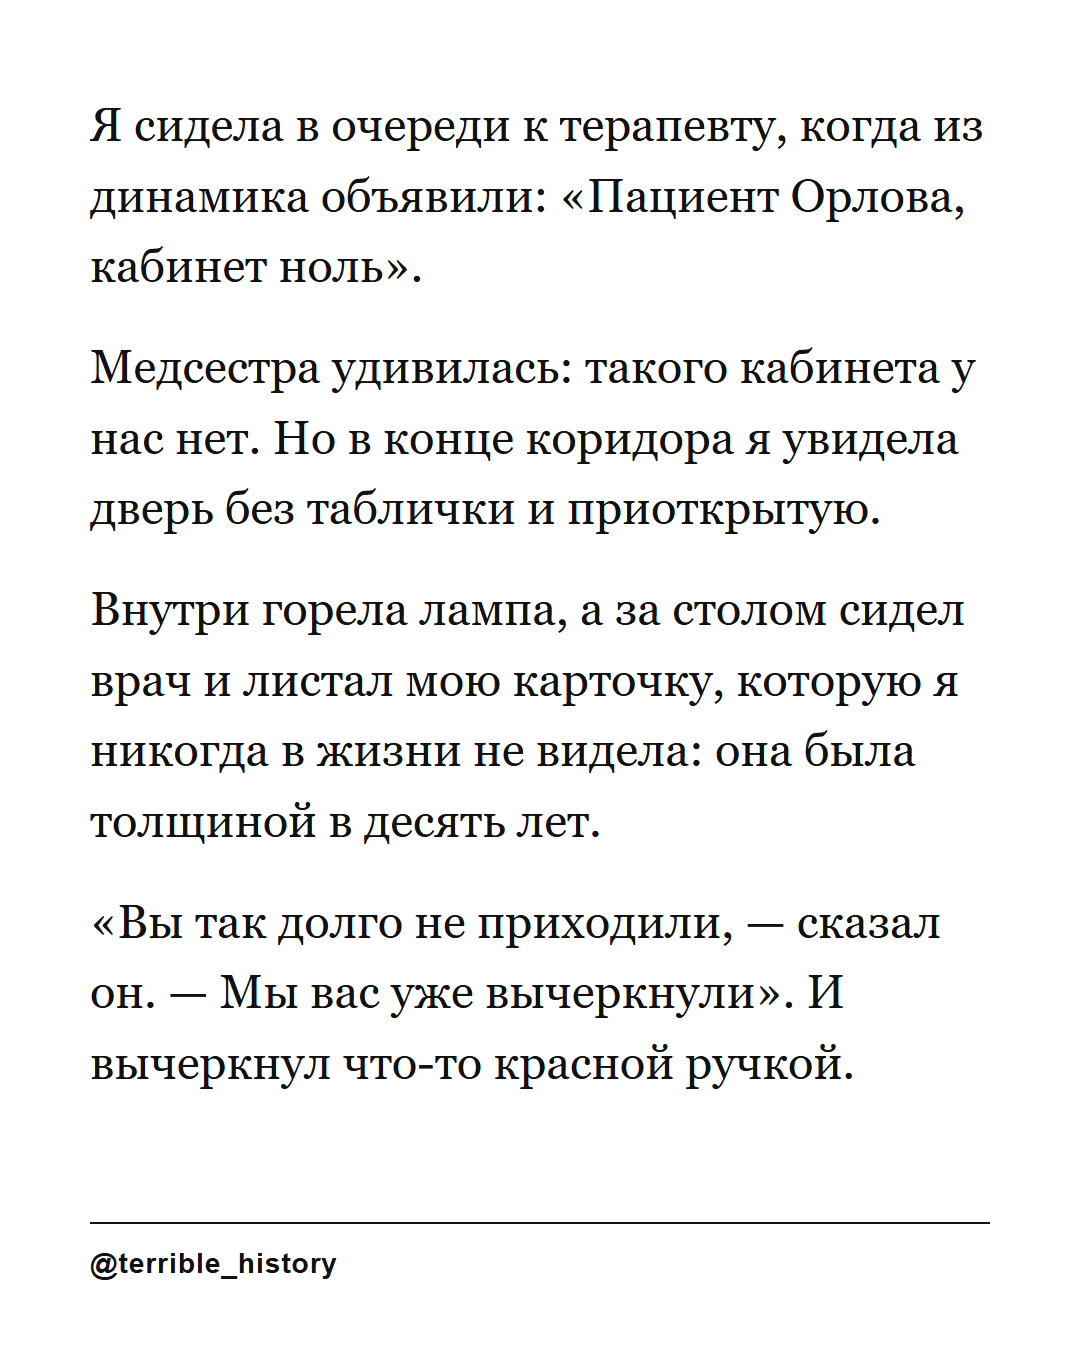 Я сидела в очереди к терапевту, когда из
динамика объявили: «Пациент Орлова,
кабинет ноль».
Медсестра удивилась: такого кабинета у
нас нет. Но в конце коридора я увидела
дверь без таблички и приоткрытую.
Внутри горела лампа, а за столом сидел
врач и листал мою карточку, которую я
никогда в жизни не видела: она была
толщиной в десять лет.
«Вы так долго не приходили, — сказал
он. — Мы вас уже вычеркнули». И
вычеркнул что-то красной ручкой.
@terrible_history